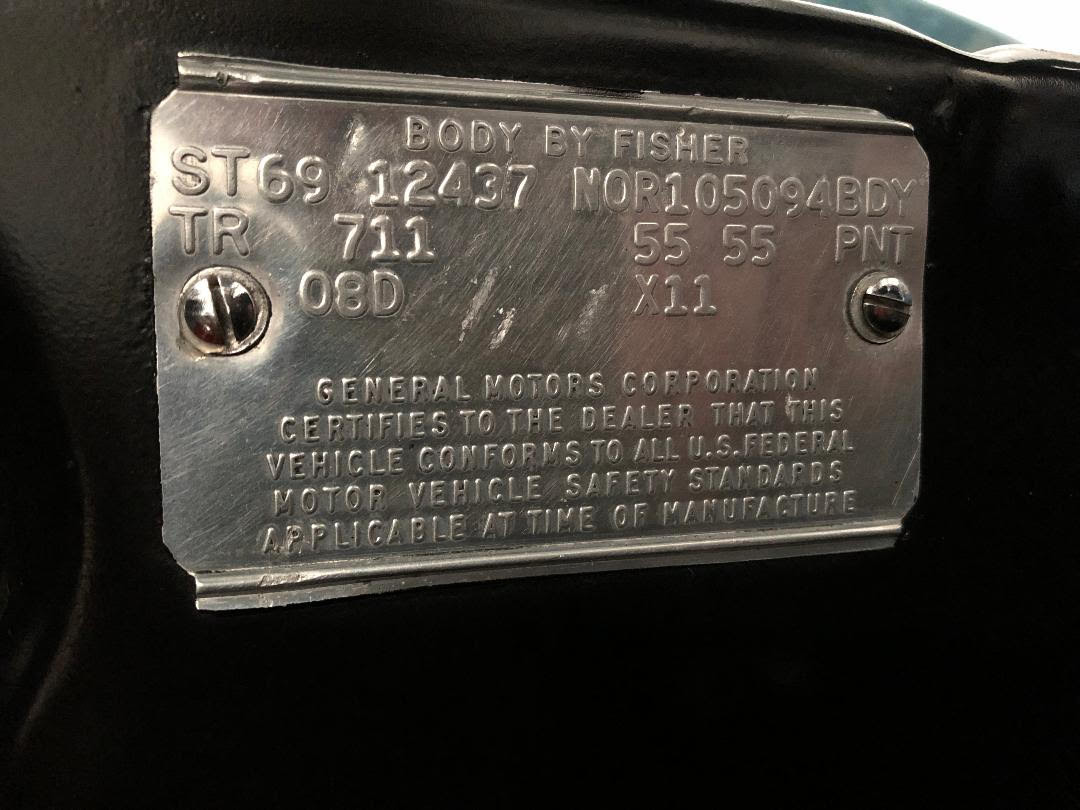 BODY BY FISHER
ST69 12437 NOR105094BDY
TR 711 55 55 PNT
08D X11
GENERAL MOTORS CORPORATION
CERTIFIES TO THE DEALER THAT THIS
VEHICLE CONFORMS TO ALL U.S. FEDERAL
MOTOR VEHICLE SAFETY STANDARDS
APPLICABLE AT TIME OF MANUFACTURE